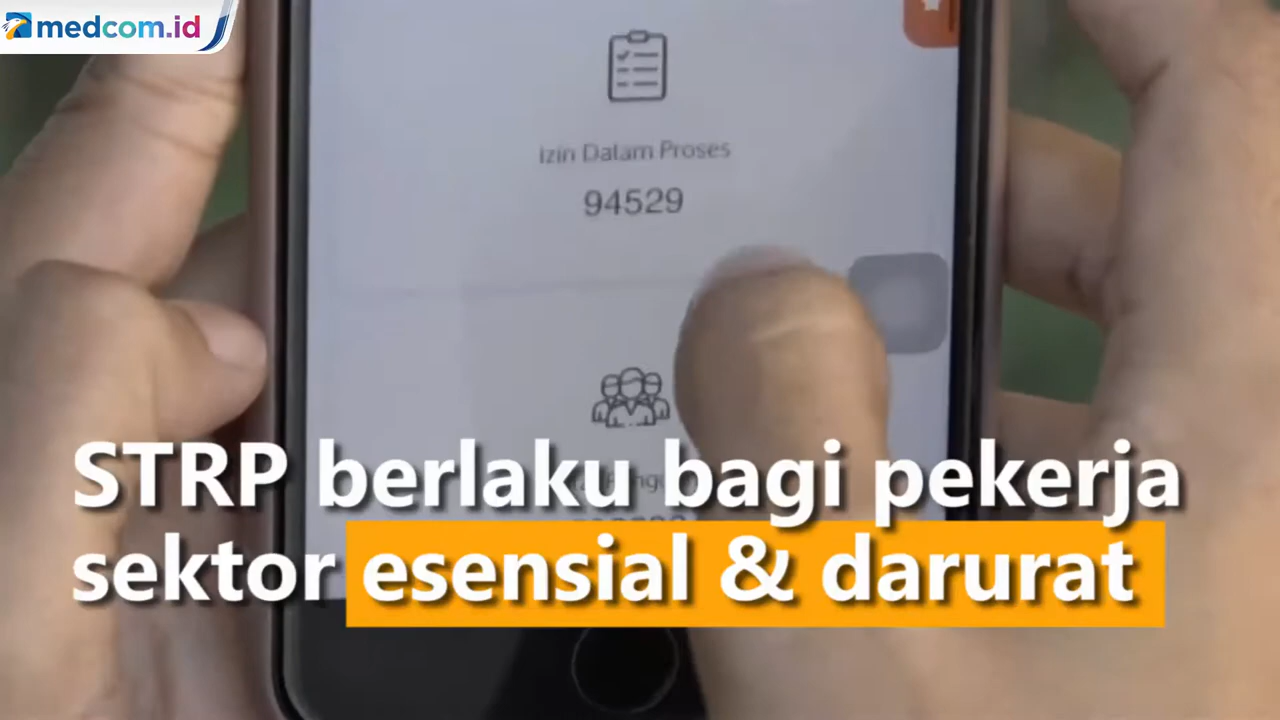 medcom.id
Izin Dalam Proses
94529
STRP berlaku bagi pekerja
sektor esensial & darurat